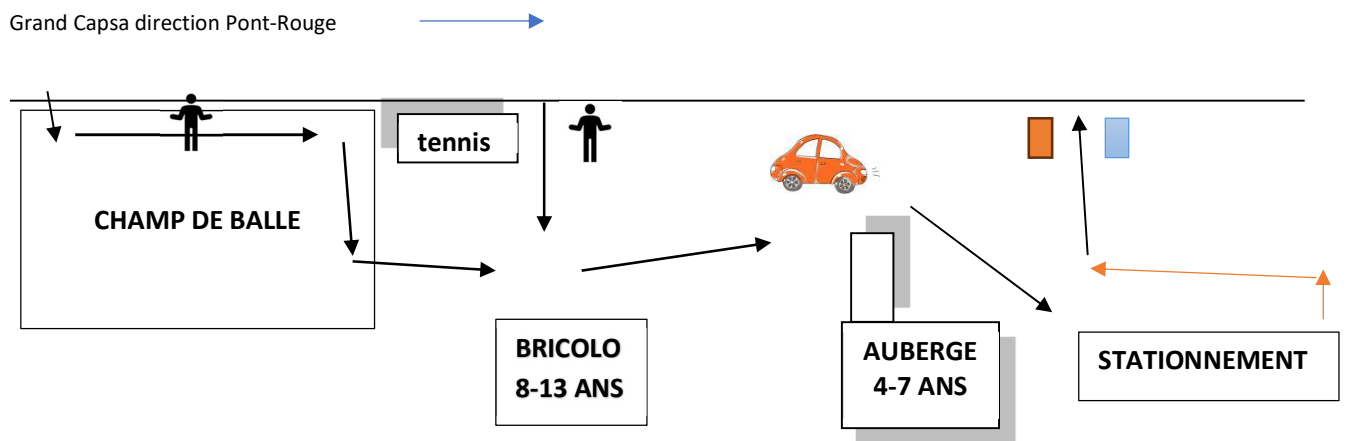 Grand Capsa direction Pont-Rouge
tennis
CHAMP DE BALLE
BRICOLO
8-13 ANS
AUBERGE
4-7 ANS
STATIONNEMENT